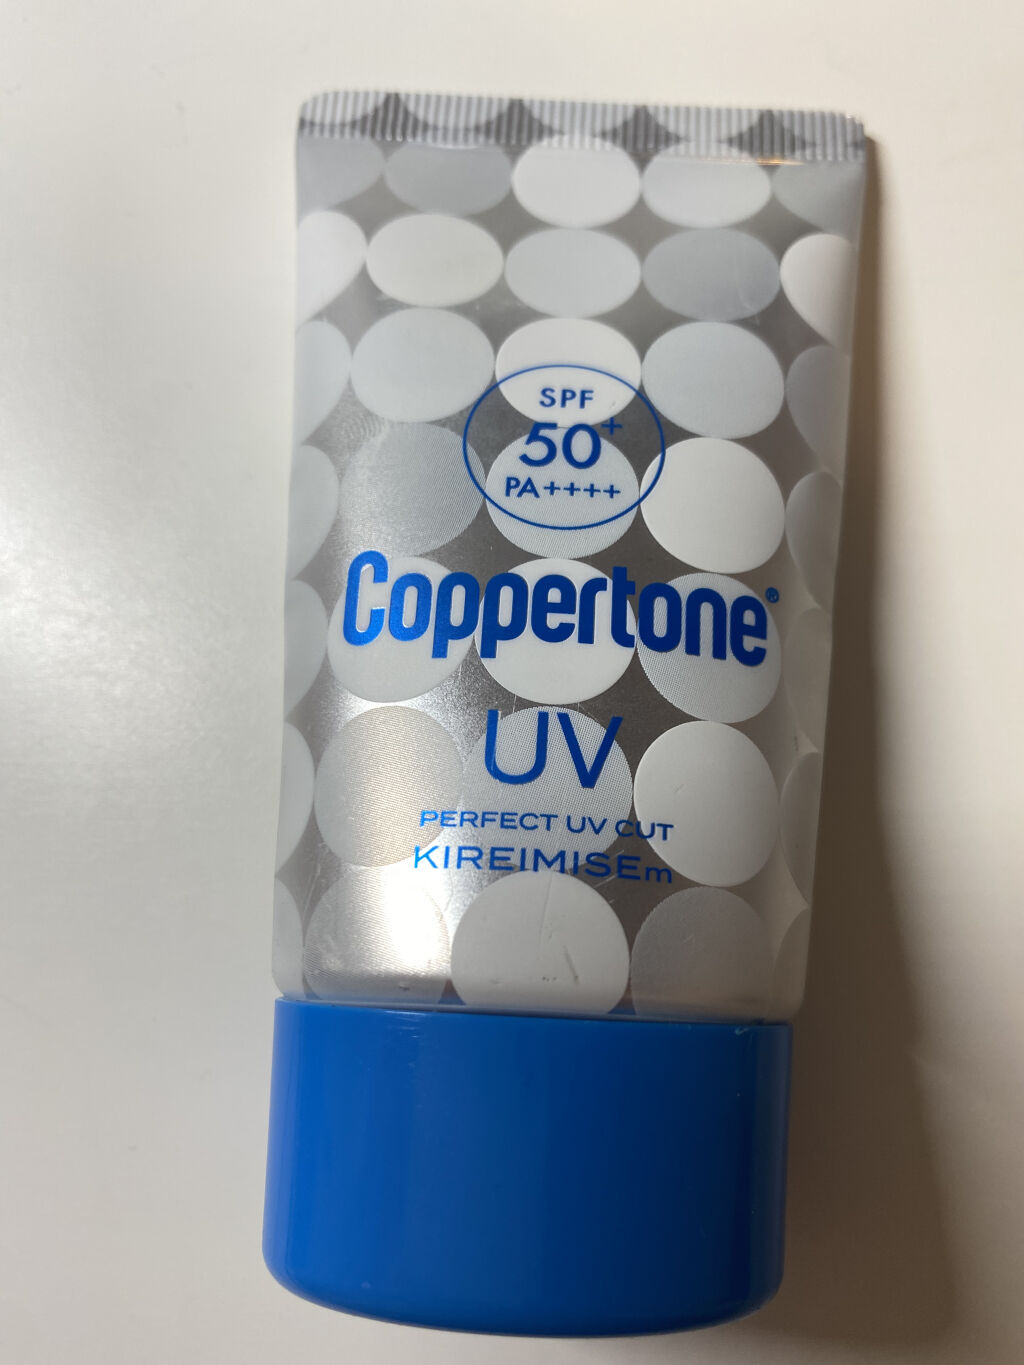 SPF
50+
PA++++
Coppertone®
UV
PERFECT UV CUT
KIREIMISEm